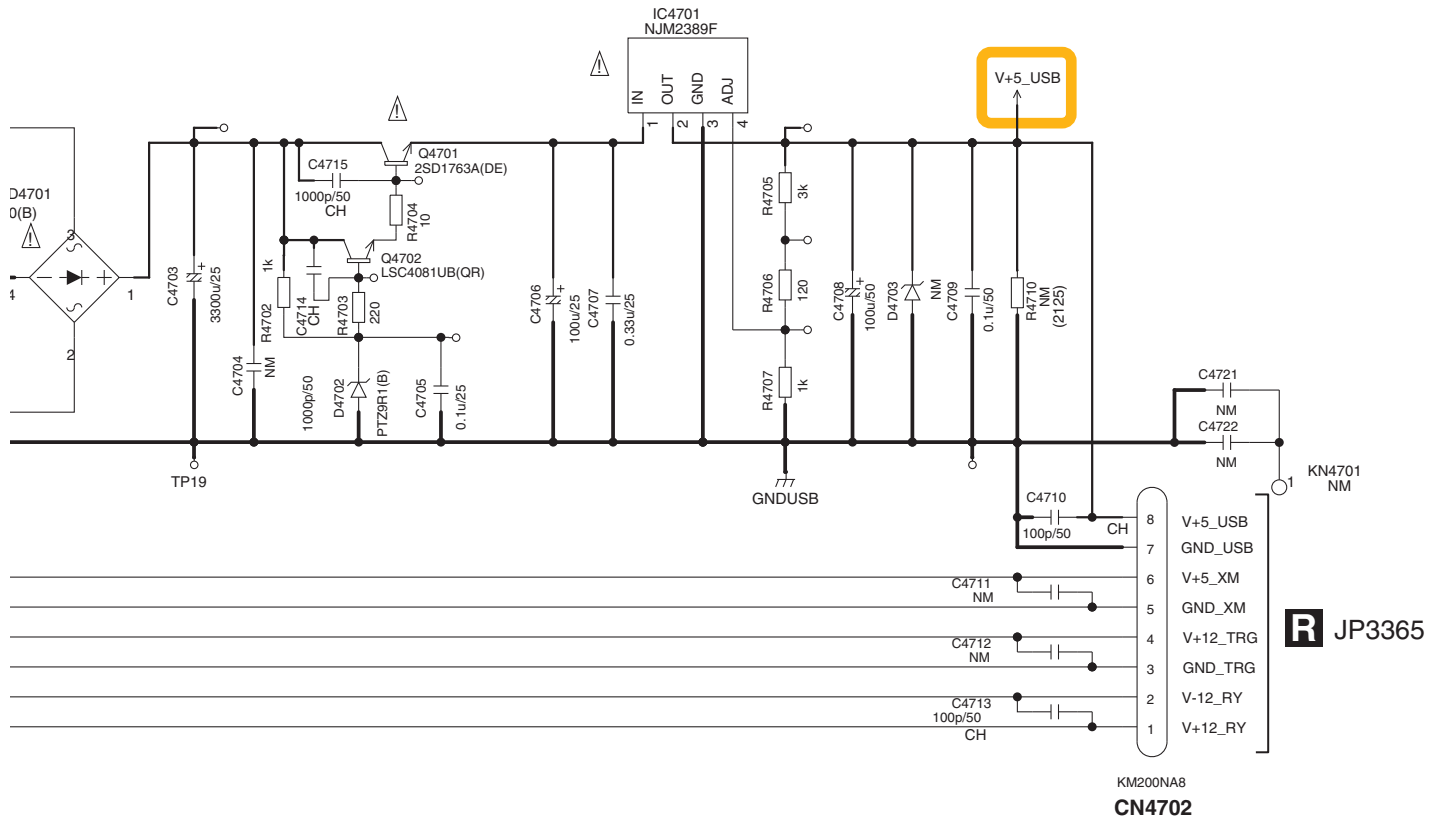 IC4701
NJM2389F
IN
OUT
GND
ADJ
1
2
3
4
V+5_USB
D4701
0(B)
3
4
1
2
C4703
+
3300u/25
C4704
NM
C4715
1000p/50
CH
Q4701
2SD1763A(DE)
R4704
10
Q4702
LSC4081UB(QR)
R4702
1k
C4714
CH
1000p/50
R4703
220
D4702
PTZ9R1(B)
C4705
0.1u/25
C4706
+
100u/25
C4707
0.33u/25
R4705
3k
R4706
120
R4707
1k
C4708
+
100u/50
D4703
NM
C4709
0.1u/50
R4710
NM
(2125)
TP19
GNDUSB
C4721
NM
C4722
NM
KN4701
NM
1
C4710
100p/50
CH
8 V+5_USB
7 GND_USB
C4711
NM
6 V+5_XM
5 GND_XM
C4712
NM
4 V+12_TRG
3 GND_TRG
C4713
100p/50
CH
2 V-12_RY
1 V+12_RY
R JP3365
KM200NA8
CN4702